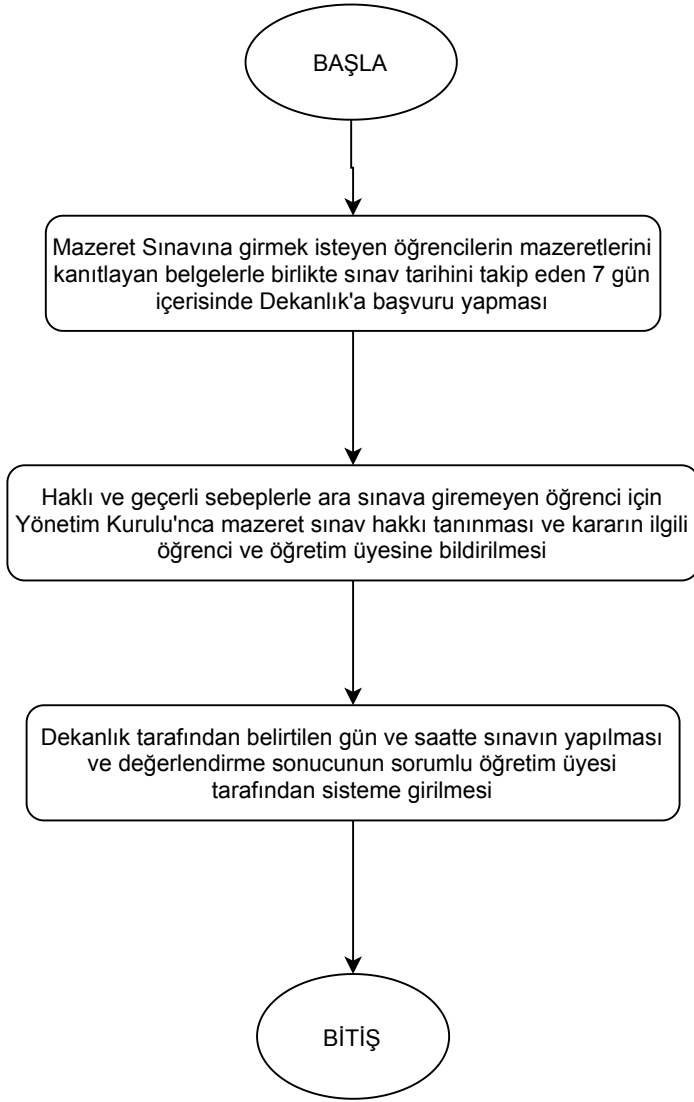 BAŞLA
Mazeret Sınavına girmek isteyen öğrencilerin mazeretlerini
kanıtlayan belgelerle birlikte sınav tarihini takip eden 7 gün
içerisinde Dekanlık'a başvuru yapması
Haklı ve geçerli sebeplerle ara sınava giremeyen öğrenci için
Yönetim Kurulu'nca mazeret sınav hakkı tanınması ve kararın ilgili
öğrenci ve öğretim üyesine bildirilmesi
Dekanlık tarafından belirtilen gün ve saatte sınavın yapılması
ve değerlendirme sonucunun sorumlu öğretim üyesi
tarafından sisteme girilmesi
BİTİŞ